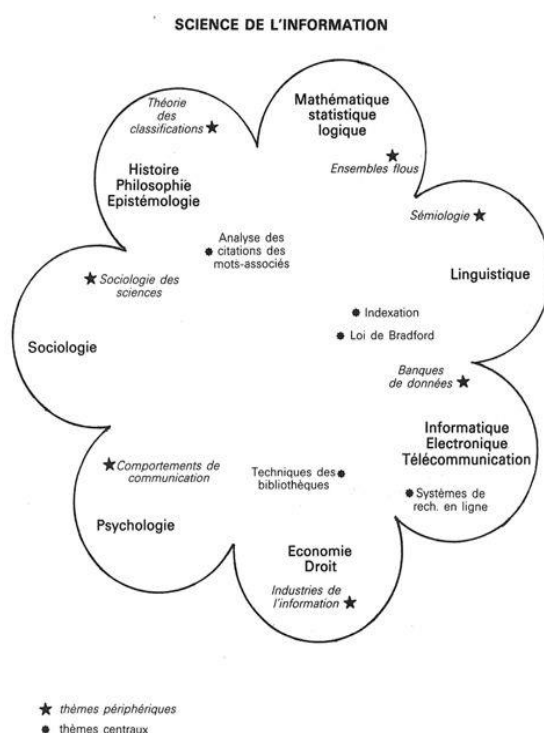 SCIENCE DE L'INFORMATION
Théorie
des
classifications
Mathématique
statistique
logique
Ensembles flous
Histoire
Philosophie
Epistémologie
Sémiologie
Analyse des
citations des
mots-associés
Sociologie des
sciences
Linguistique
Indexation
Loi de Bradford
Sociologie
Banques
de données
Informatique
Electronique
Télécommunication
Comportements de
communication
Techniques des
bibliothèques
Systèmes de
rech. en ligne
Psychologie
Economie
Droit
Industries de
l'information
thèmes périphériques
thèmes centraux